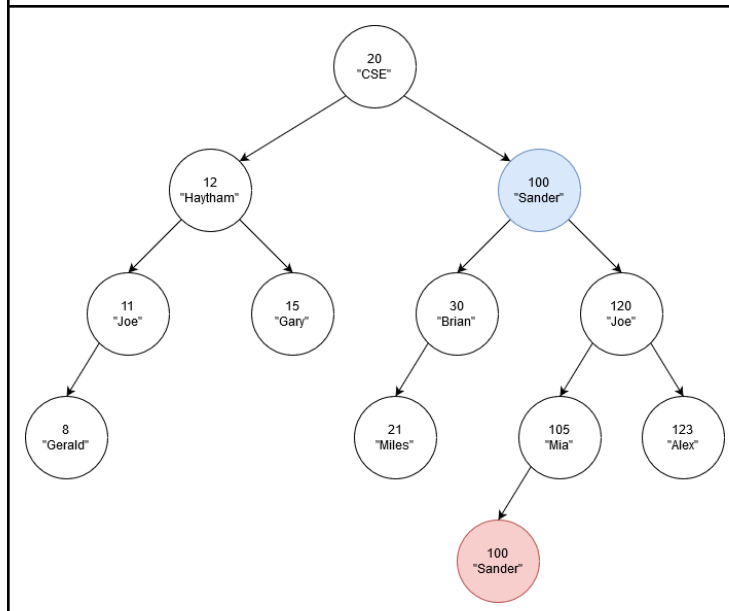 20
"CSE"
12
"Haytham"
100
"Sander"
11
"Joe"
15
"Gary"
30
"Brian"
120
"Joe"
8
"Gerald"
21
"Miles"
105
"Mia"
123
"Alex"
100
"Sander"